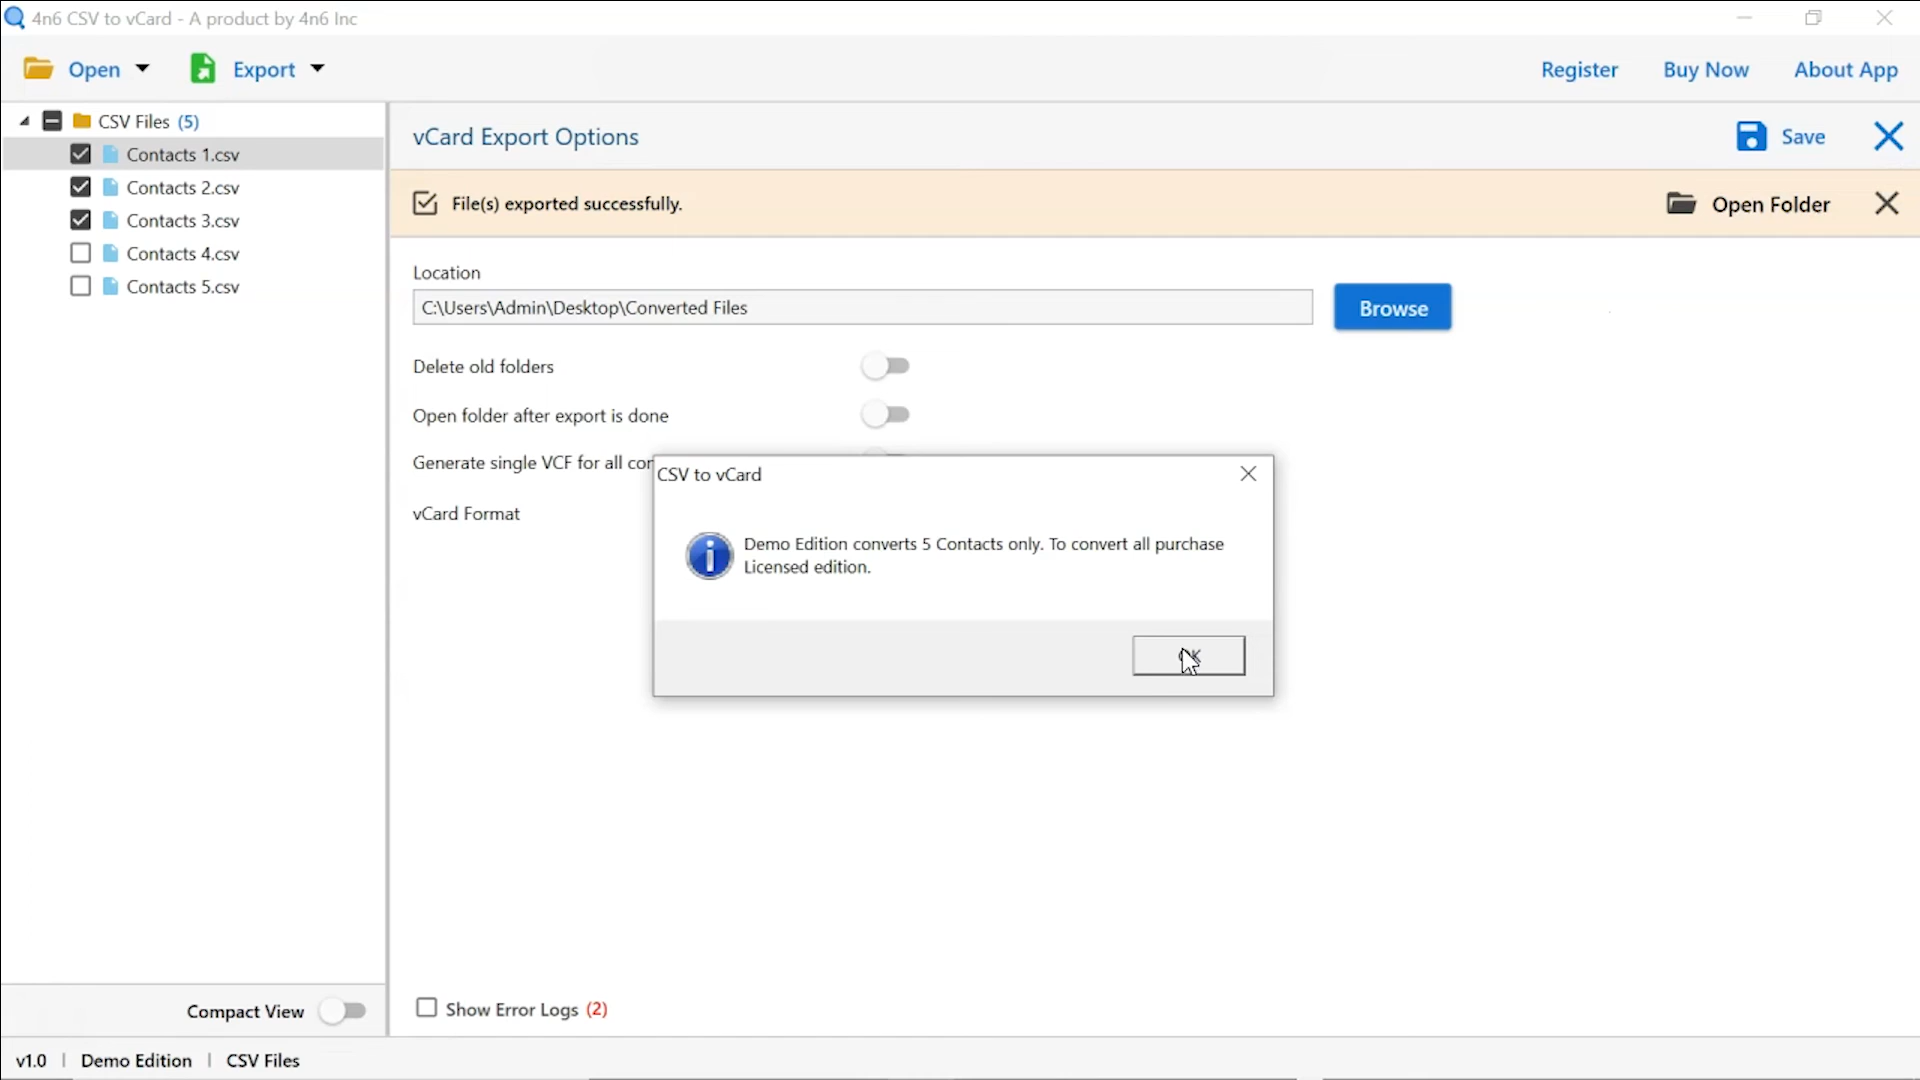 4n6 CSV to vCard - A product by 4n6 Inc
Open
Export
Register
Buy Now
About App
CSV Files (5)
Contacts 1.csv
Contacts 2.csv
Contacts 3.csv
Contacts 4.csv
Contacts 5.csv
vCard Export Options
Save
File(s) exported successfully.
Open Folder
Location
C:\Users\Admin\Desktop\Converted Files
Browse
Delete old folders
Open folder after export is done
Generate single VCF for all
vCard Format
CSV to vCard
Demo Edition converts 5 Contacts only. To convert all purchase
Licensed edition.
Compact View
Show Error Logs (2)
v1.0 | Demo Edition | CSV Files